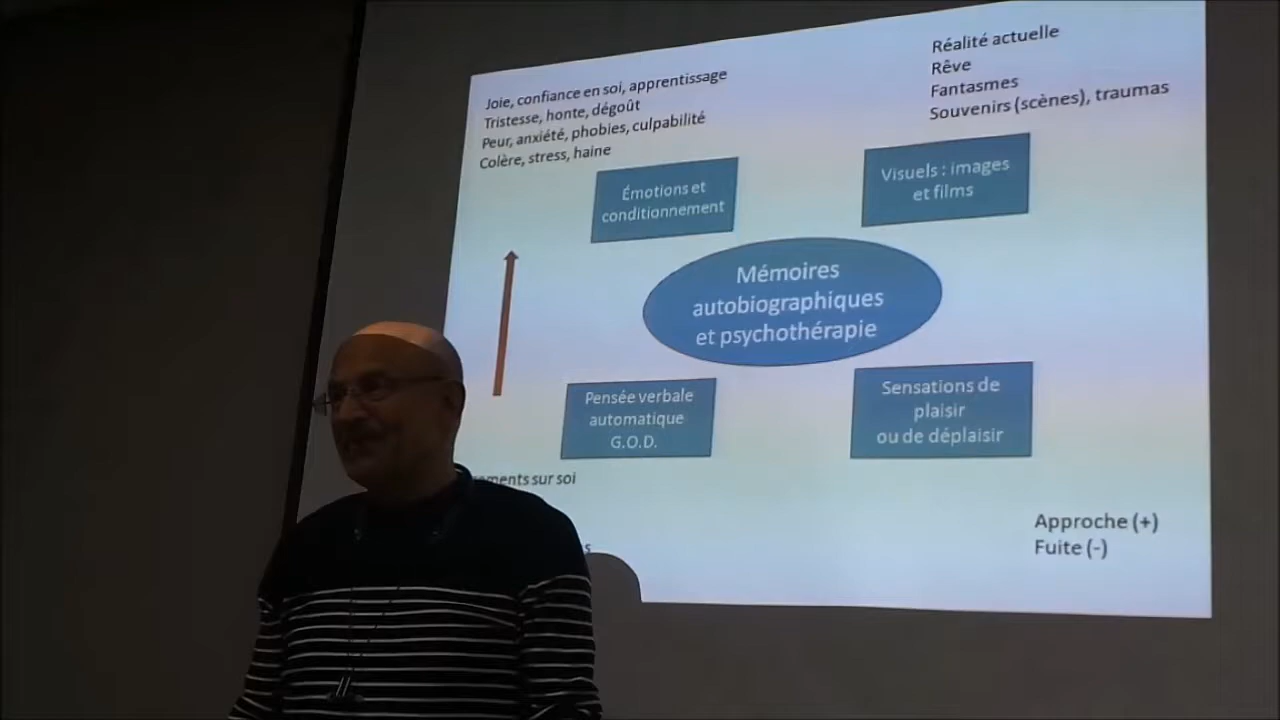 Joie, confiance en soi, apprentissage
Tristesse, honte, dégoût
Peur, anxiété, phobies, culpabilité
Colère, stress, haine
Réalité actuelle
Rêve
Fantasmes
Souvenirs (scènes), traumas
Émotions et
conditionnement
Visuels : images
et films
Mémoires
autobiographiques
et psychothérapie
Pensée verbale
automatique
G.O.D.
Sensations de
plaisir
ou de déplaisir
sur soi
Approche (+)
Fuite (-)